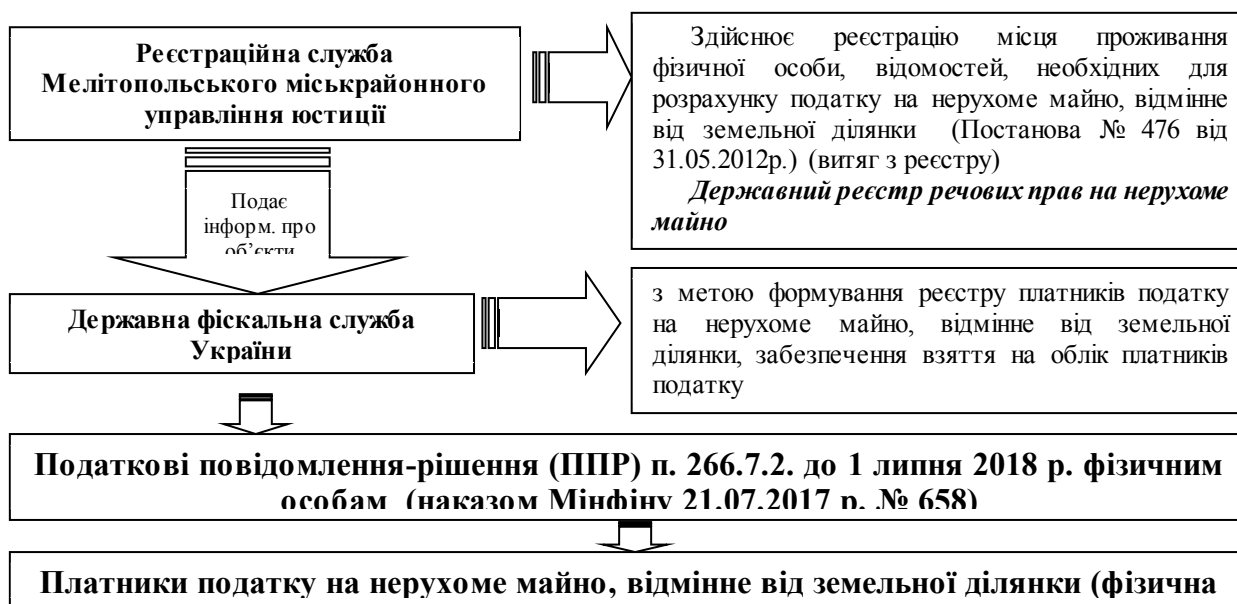 Реєстраційна служба
Мелітопольського міськрайонного
управління юстиції
Здійснює реєстрацію місця проживання
фізичної особи, відомостей, необхідних для
розрахунку податку на нерухоме майно, відмінне
від земельної ділянки (Постанова № 476 від
31.05.2012р.) (витяг з реєстру)
Державний реєстр речових прав на нерухоме
майно
Подає
інформ. про
об’єкти
Державна фіскальна служба
України
з метою формування реєстру платників податку
на нерухоме майно, відмінне від земельної
ділянки, забезпечення взяття на облік платників
податку
Податкові повідомлення-рішення (ППР) п. 266.7.2. до 1 липня 2018 р. фізичним
особам (наказом Мінфіну 21.07.2017 р. № 658)
Платники податку на нерухоме майно, відмінне від земельної ділянки (фізична